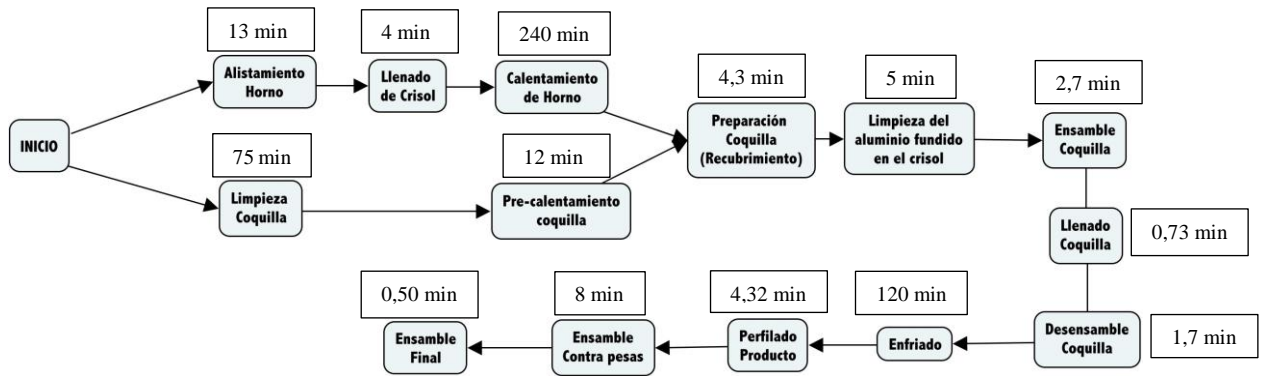 13 min
4 min
240 min
Alistamiento
Horno
Llenado
de Crisol
Calentamiento
de Horno
4,3 min
5 min
2,7 min
INICIO
Preparación
Coquilla
(Recubrimiento)
Limpieza del
aluminio fundido
en el crisol
Ensamble
Coquilla
75 min
12 min
Limpieza
Coquilla
Pre-calentamiento
coquilla
Llenado
Coquilla
0,73 min
0,50 min
8 min
4,32 min
120 min
Ensamble
Final
Ensamble
Contra pesas
Perfilado
Producto
Enfriado
Desensamble
Coquilla
1,7 min